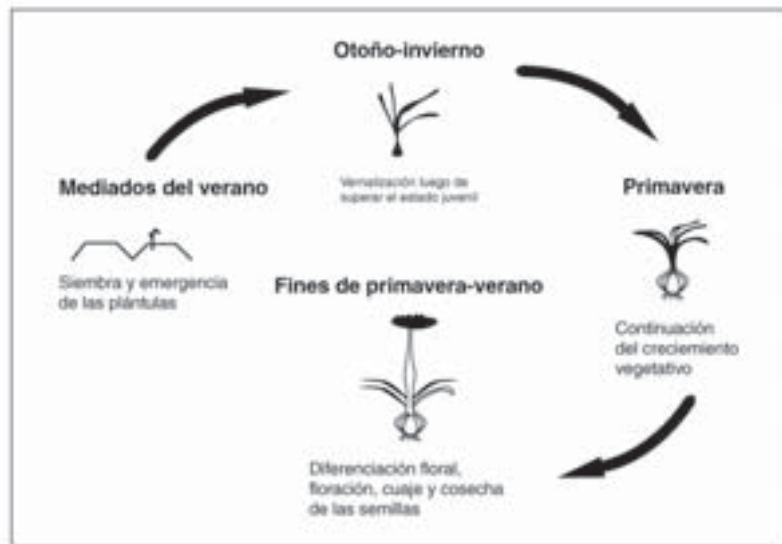 Otoño-invierno
Vernalización luego de
superar el estado juvenil
Mediados del verano
Siembra y emergencia
de las plántulas
Primavera
Continuación
del creciemiento
vegetativo
Fines de primavera-verano
Diferenciación floral,
floración, cuaje y cosecha
de las semillas